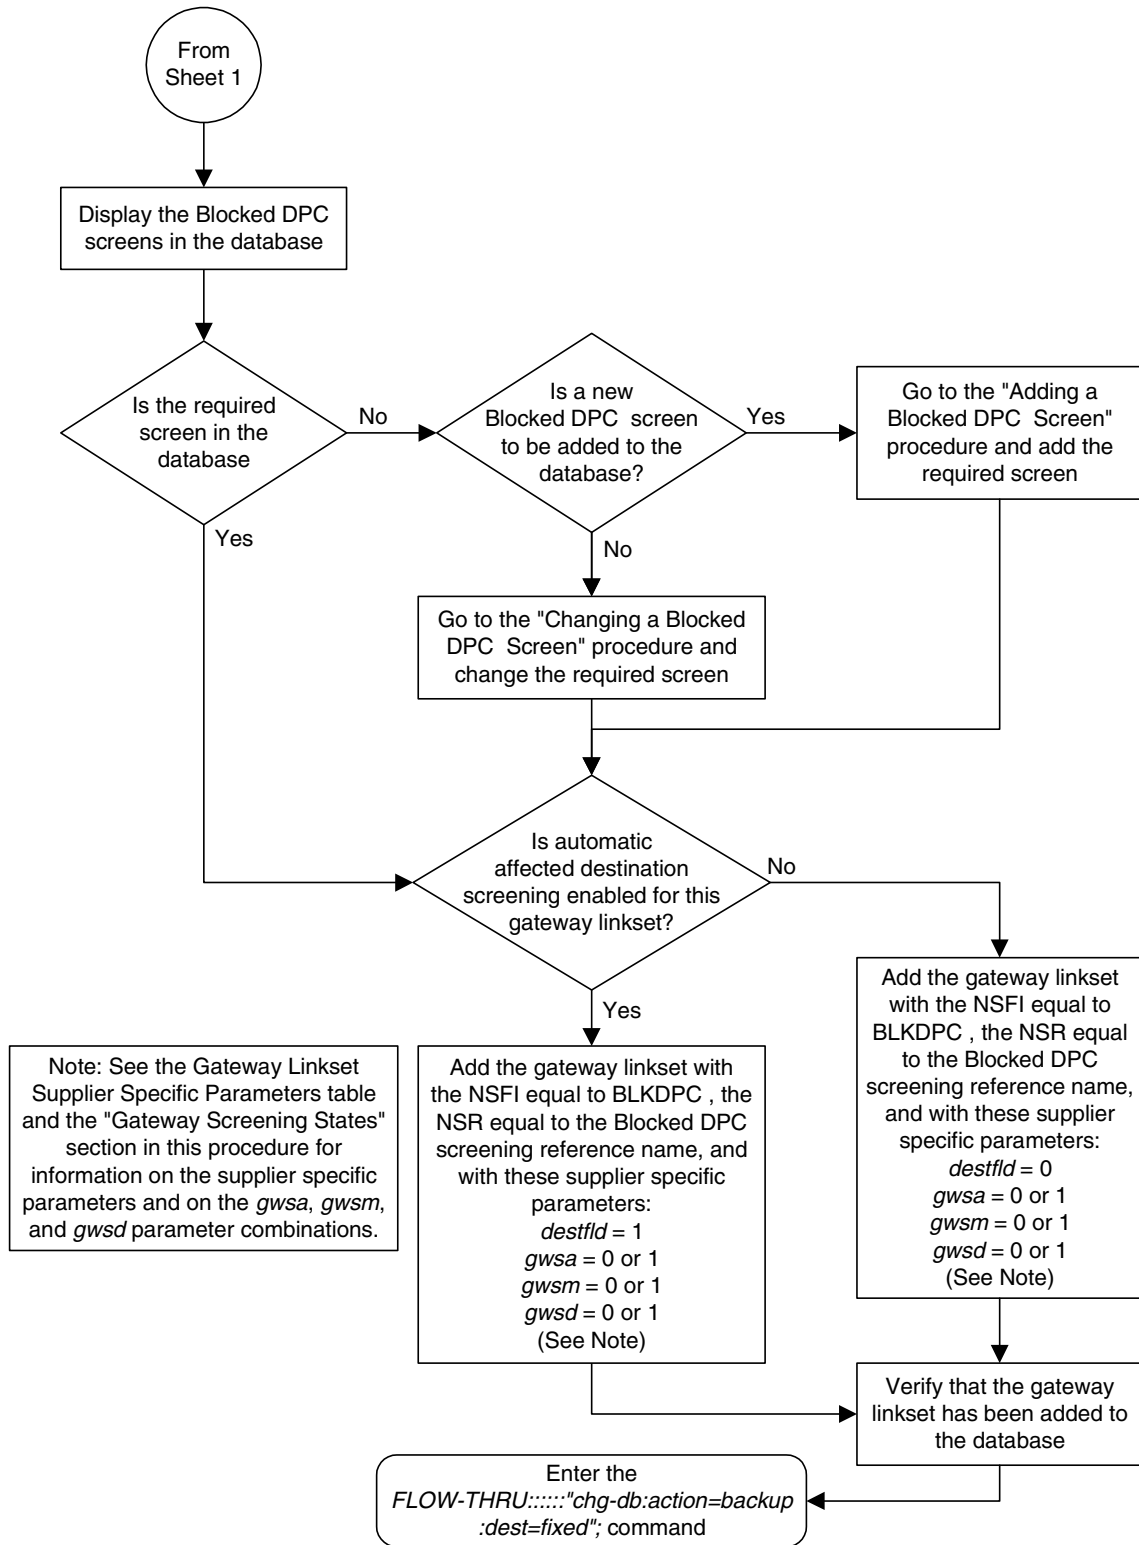 From
Sheet 1
Display the Blocked DPC
screens in the database
Is the required
screen in the
database
No
Yes
Is a new
Blocked DPC screen
to be added to the
database?
Yes
No
Go to the "Adding a
Blocked DPC Screen"
procedure and add the
required screen
Go to the "Changing a Blocked
DPC Screen" procedure and
change the required screen
Is automatic
affected destination
screening enabled for this
gateway linkset?
No
Yes
Note: See the Gateway Linkset
Supplier Specific Parameters table
and the "Gateway Screening States"
section in this procedure for
information on the supplier specific
parameters and on the gwsa, gwsm,
and gwsd parameter combinations.
Add the gateway linkset with
the NSFI equal to BLKDPC , the
NSR equal to the Blocked DPC
screening reference name, and
with these supplier specific
parameters:
destfld = 1
gwsa = 0 or 1
gwsm = 0 or 1
gwsd = 0 or 1
(See Note)
Add the gateway linkset
with the NSFI equal to
BLKDPC , the NSR equal
to the Blocked DPC
screening reference name,
and with these supplier
specific parameters:
destfld = 0
gwsa = 0 or 1
gwsm = 0 or 1
gwsd = 0 or 1
(See Note)
Verify that the gateway
linkset has been added to
the database
Enter the
FLOW-THRU::::::"chg-db:action=backup
:dest=fixed"; command